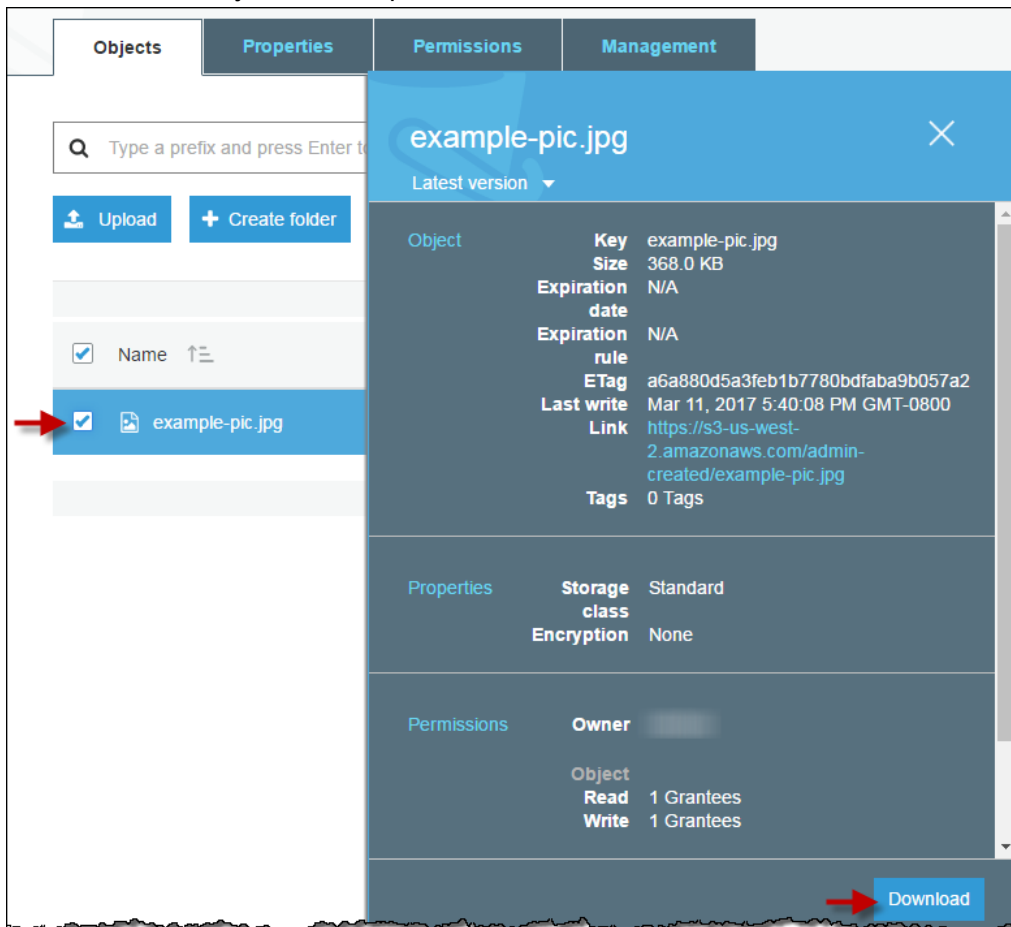 Objects Properties Permissions Management
Type a prefix and press Enter to
Upload Create folder
Name
example-pic.jpg
example-pic.jpg
Latest version
Object Key example-pic.jpg
Size 368.0 KB
Expiration N/A
date
Expiration N/A
rule
ETag a6a880d5a3feb1b7780bdfaba9b057a2
Last write Mar 11, 2017 5:40:08 PM GMT-0800
Link https://s3-us-west-
2.amazonaws.com/admin-
created/example-pic.jpg
Tags 0 Tags
Properties Storage Standard
class
Encryption None
Permissions Owner
Object
Read 1 Grantees
Write 1 Grantees
Download